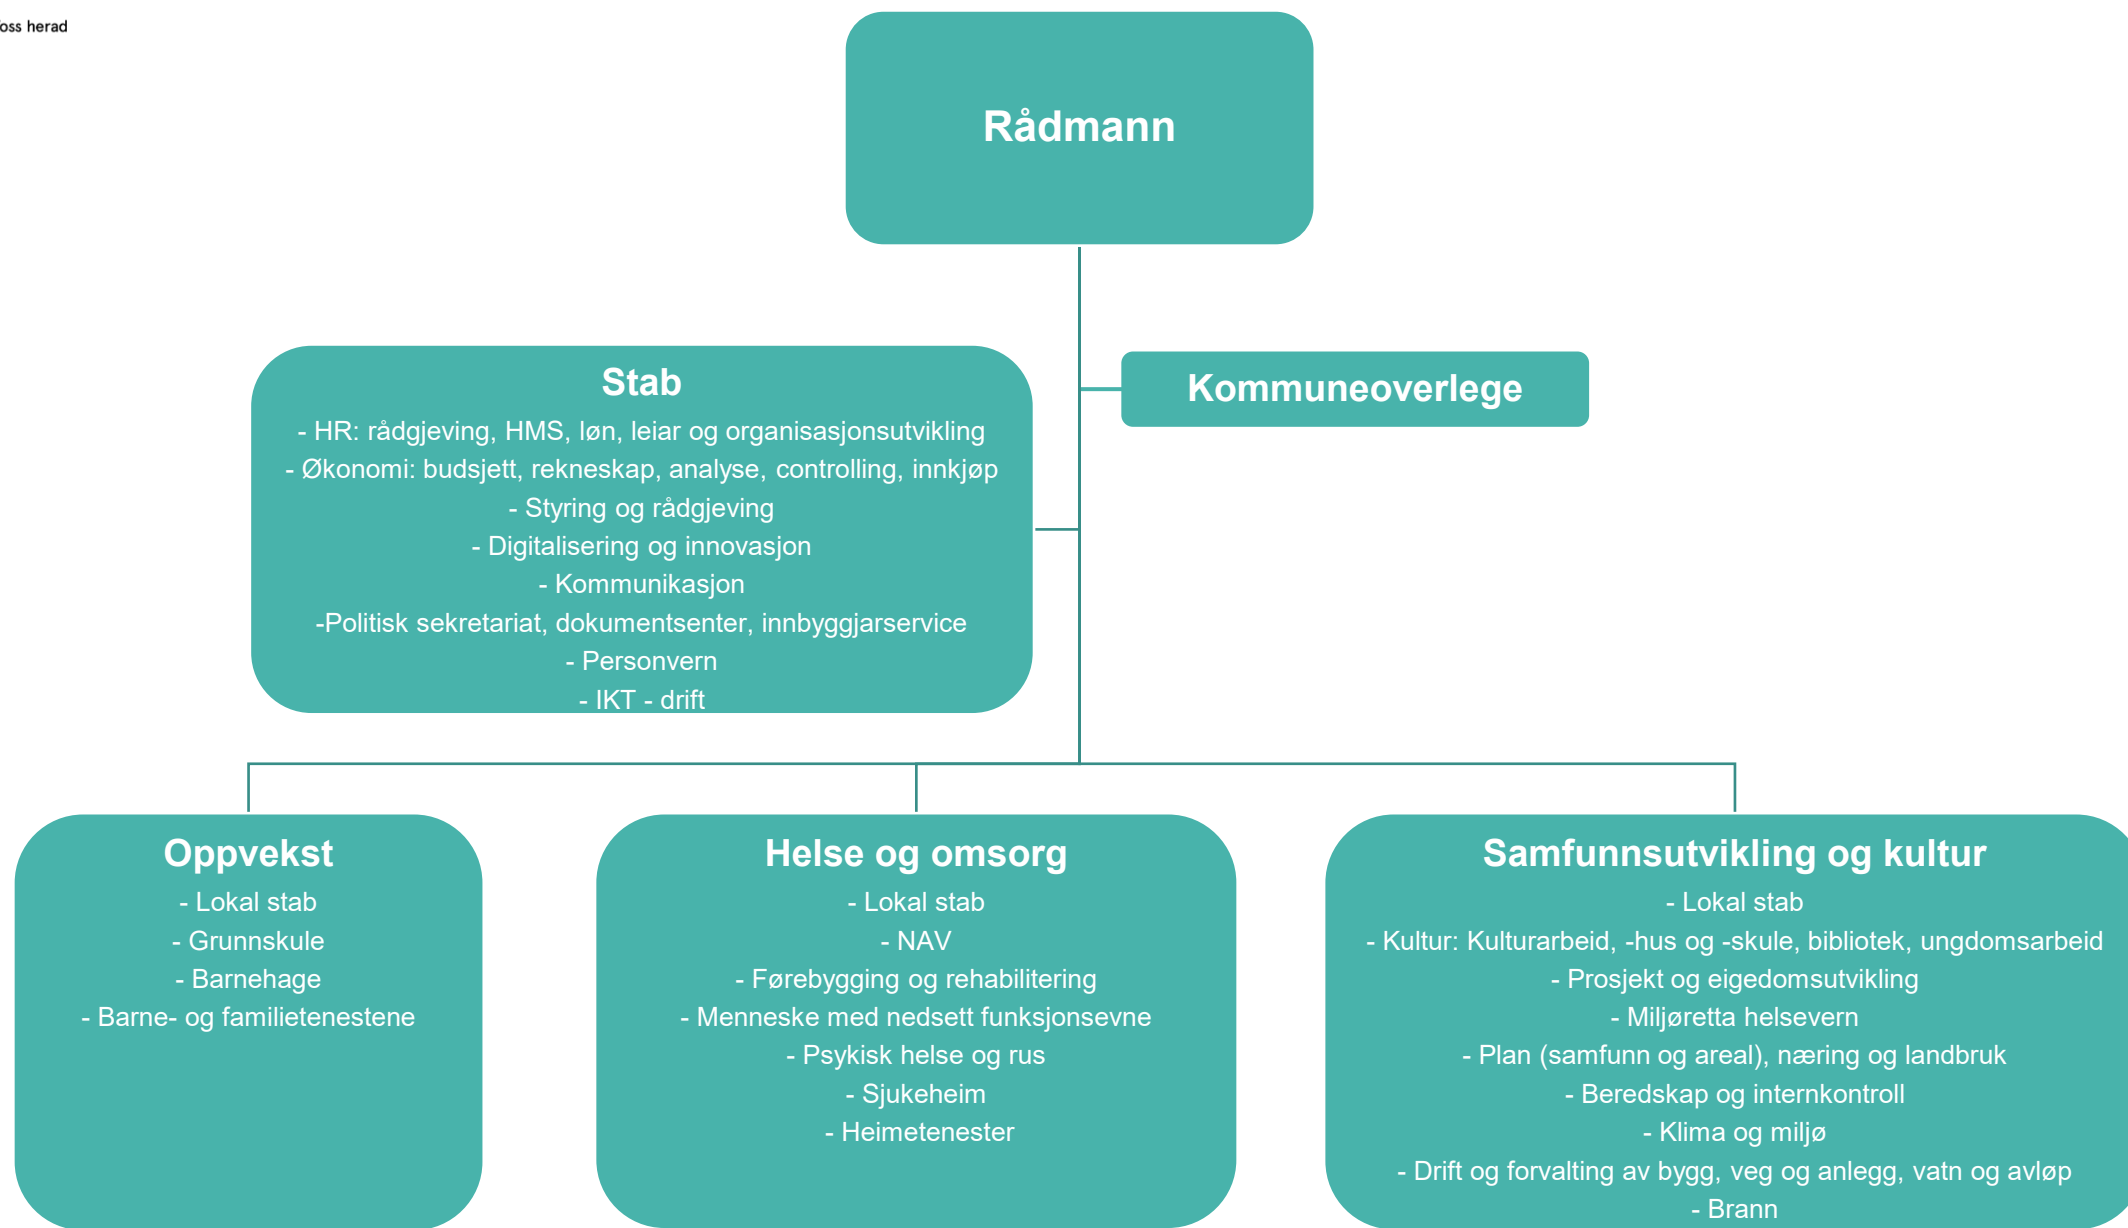 oss herad
Rådmann
Stab
- HR: rådgjeving, HMS, løn, leiar og organisasjonsutvikling
- Økonomi: budsjett, rekneskap, analyse, controlling, innkjøp
- Styring og rådgjeving
- Digitalisering og innovasjon
- Kommunikasjon
-Politisk sekretariat, dokumentsenter, innbyggjarservice
- Personvern
- IKT - drift
Kommuneoverlege
Oppvekst
- Lokal stab
- Grunnskule
- Barnehage
- Barne- og familietenestene
Helse og omsorg
- Lokal stab
- NAV
- Førebygging og rehabilitering
- Menneske med nedsett funksjonsevne
- Psykisk helse og rus
- Sjukeheim
- Heimetenester
Samfunnsutvikling og kultur
- Lokal stab
- Kultur: Kulturarbeid, -hus og -skule, bibliotek, ungdomsarbeid
- Prosjekt og eigedomsutvikling
- Miljøretta helsevern
- Plan (samfunn og areal), næring og landbruk
- Beredskap og internkontroll
- Klima og miljø
- Drift og forvalting av bygg, veg og anlegg, vatn og avløp
- Brann